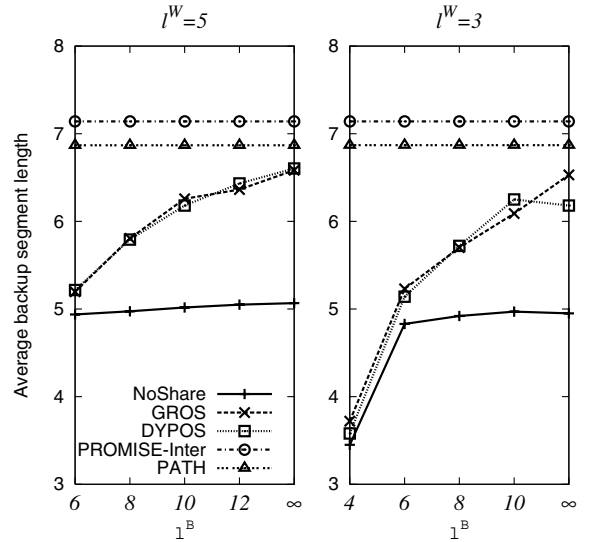 l^W=5 l^W=3
8 8
7 7
6 6
5 5
4 4
3 3
Average backup segment length
NoShare
GROS
DYPOS
PROMISE-Inter
PATH
6 8 10 12 ∞ 4 6 8 10 ∞
l^B l^B